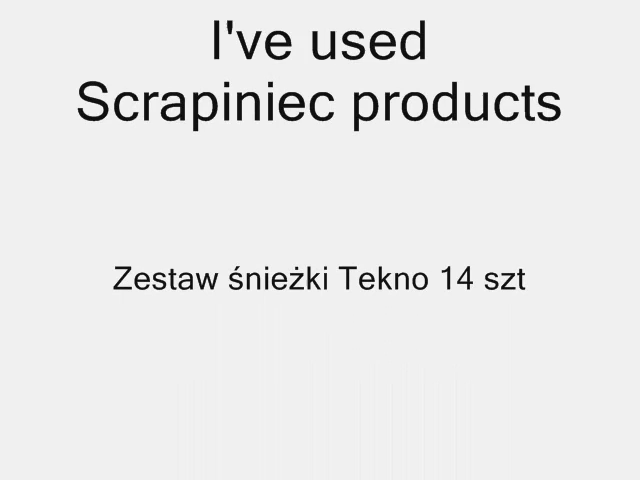 I've used
Scrapiniec products
Zestaw śnieżki Tekno 14 szt